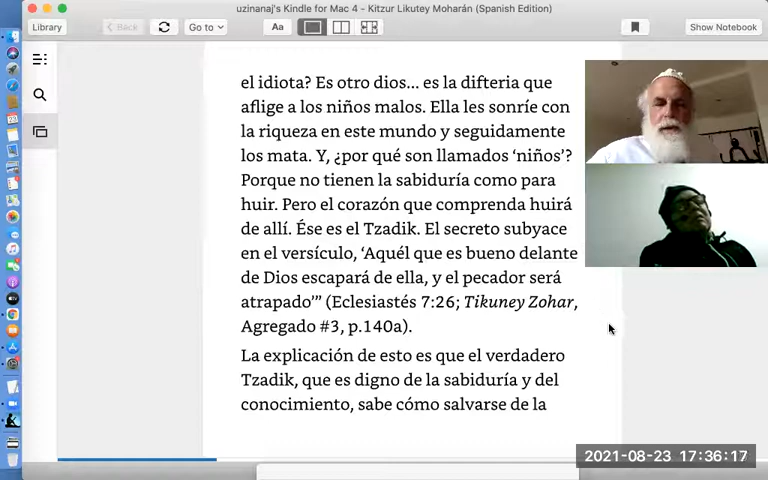 uzinanaj's Kindle for Mac 4 - Kitzur Likutey Moharán (Spanish Edition)
Library < Back Go to Aa Show Notebook
el idiota? Es otro dios... es la difteria que
aflige a los niños malos. Ella les sonríe con
la riqueza en este mundo y seguidamente
los mata. Y, ¿por qué son llamados ‘niños’?
Porque no tienen la sabiduría como para
huir. Pero el corazón que comprenda huirá
de allí. Ése es el Tzadik. El secreto subyace
en el versículo, ‘Aquél que es bueno delante
de Dios escapará de ella, y el pecador será
atrapado’” (Eclesiastés 7:26; Tikuney Zohar,
Agregado #3, p.140a).
La explicación de esto es que el verdadero
Tzadik, que es digno de la sabiduría y del
conocimiento, sabe cómo salvarse de la
2021-08-23 17:36:17